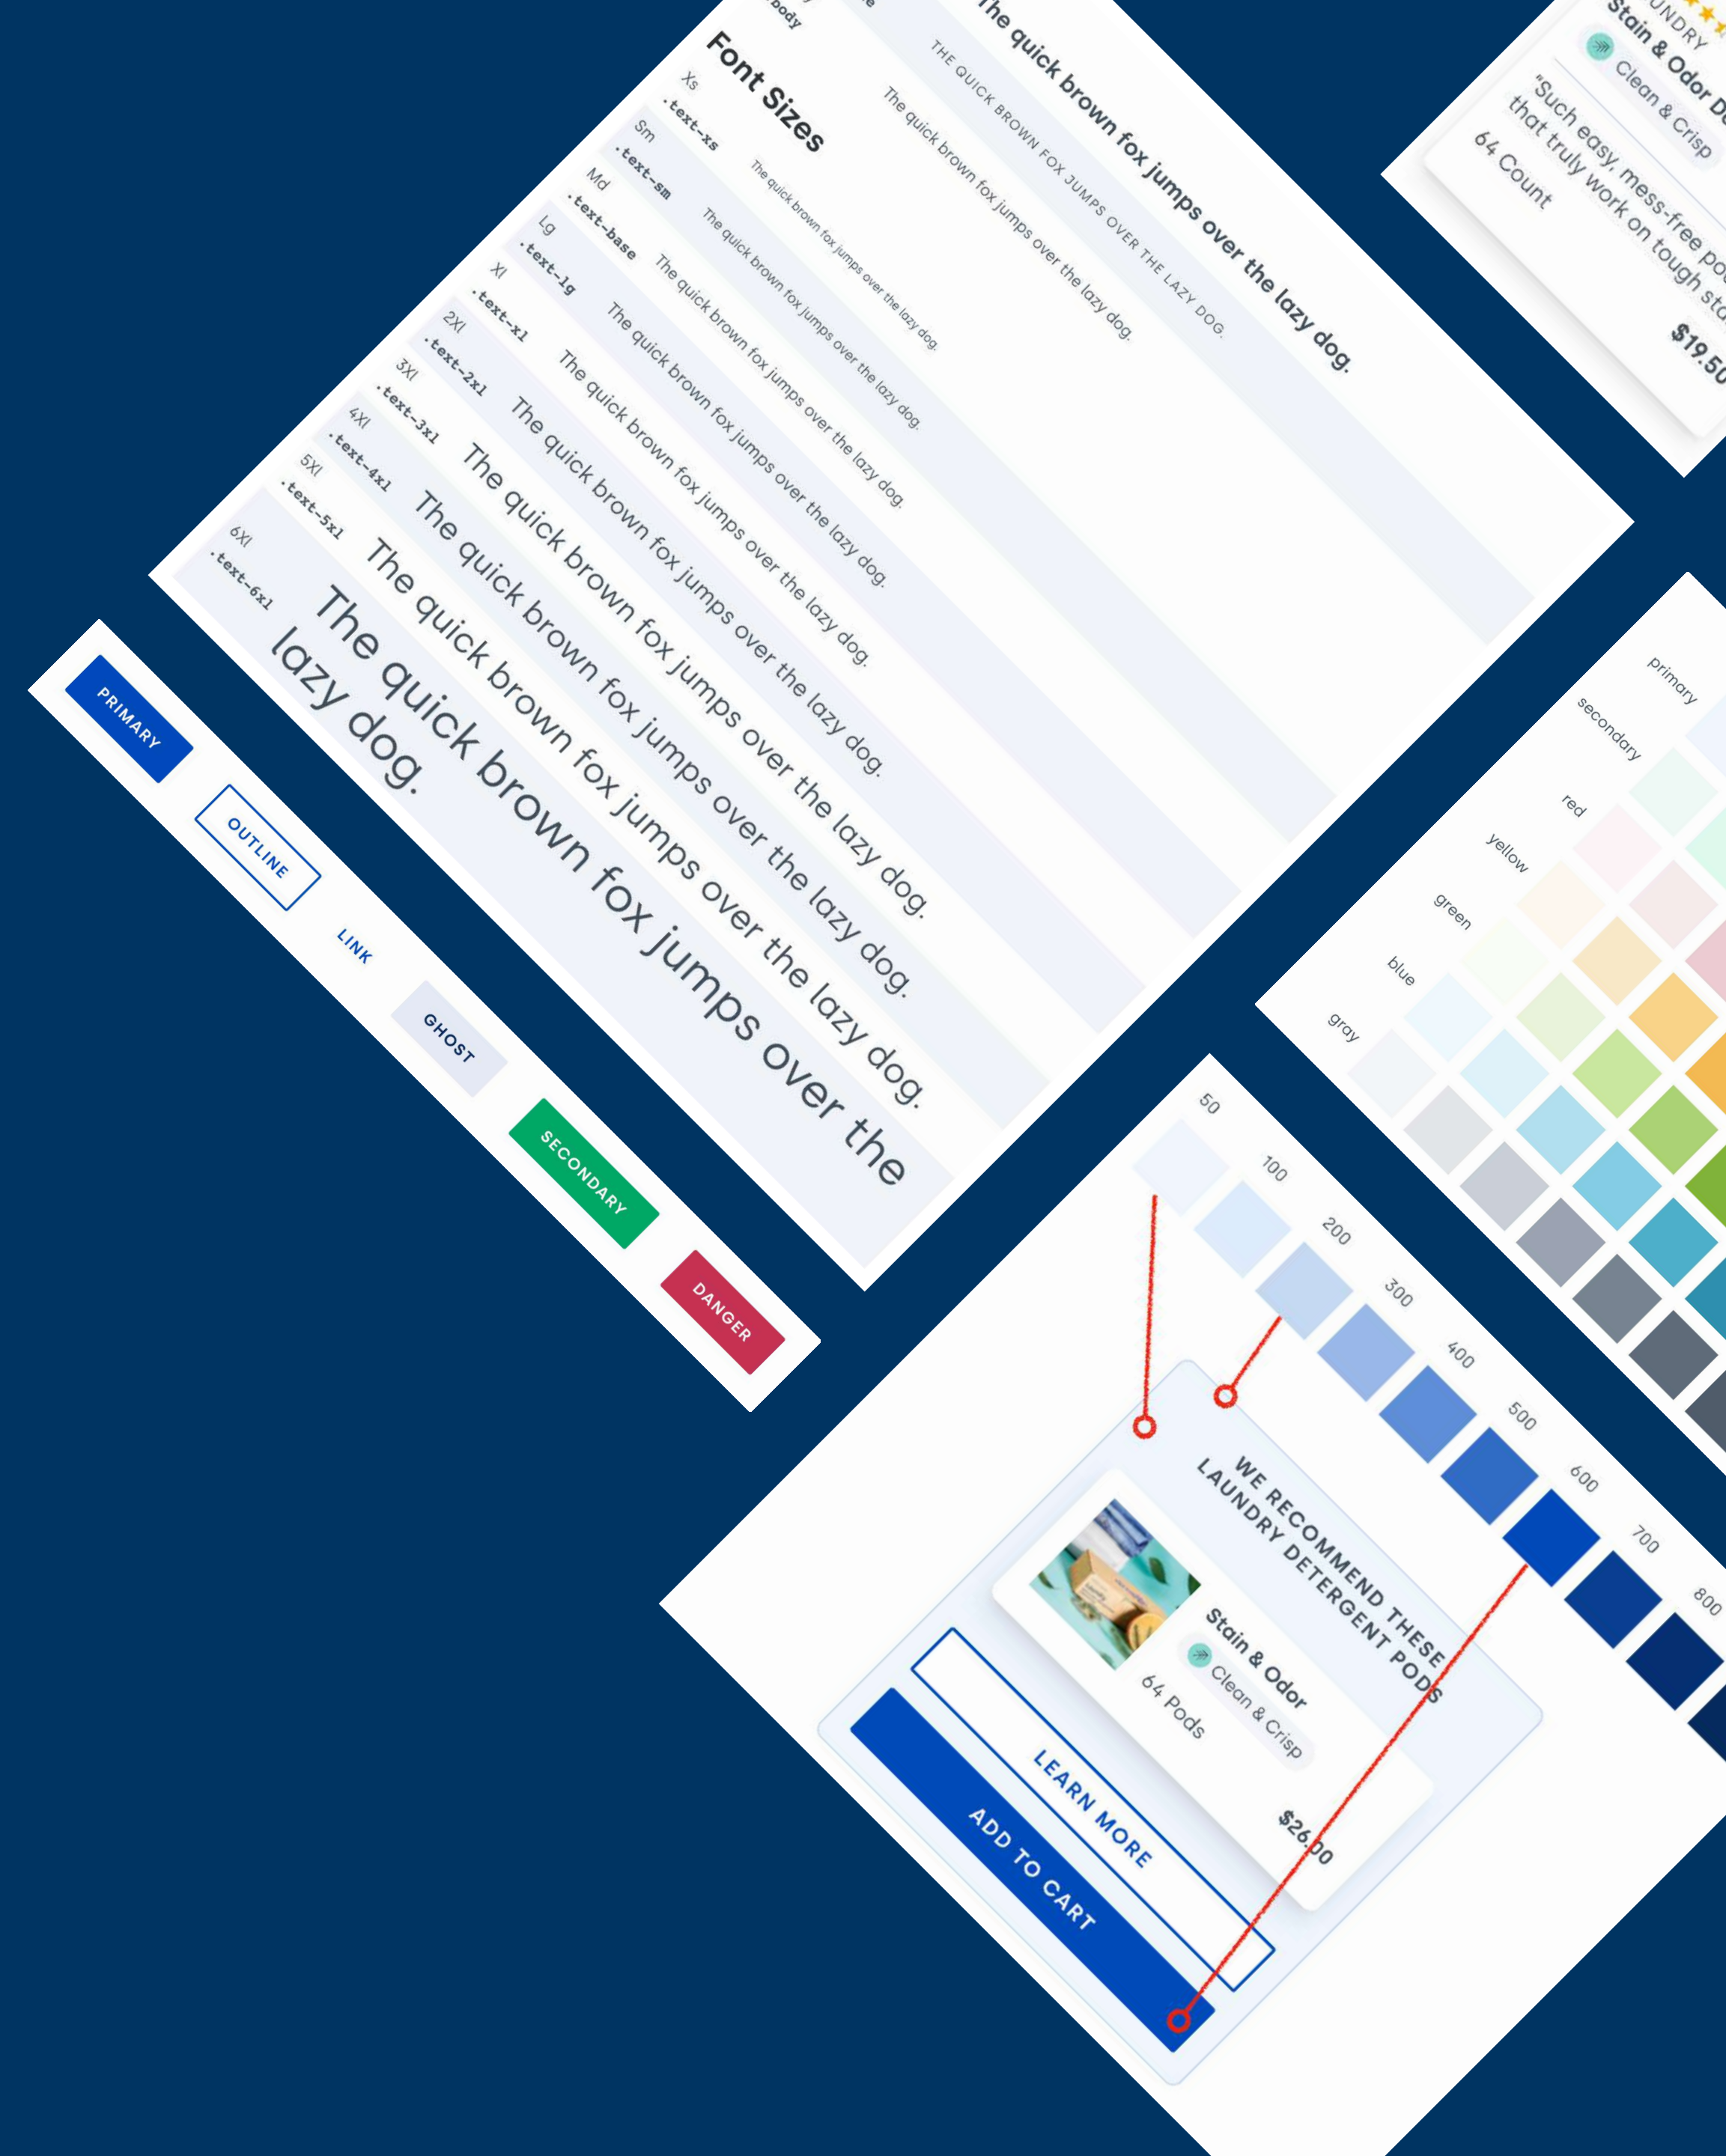 body
Font Sizes
The quick brown fox jumps over the lazy dog.
THE QUICK BROWN FOX JUMPS OVER THE LAZY DOG.
The quick brown fox jumps over the lazy dog.
Xs
.text-xs
The quick brown fox jumps over the lazy dog.
Sm
.text-sm
The quick brown fox jumps over the lazy dog.
Md
.text-base
The quick brown fox jumps over the lazy dog.
Lg
.text-lg
The quick brown fox jumps over the lazy dog.
Xl
.text-xl
The quick brown fox jumps over the lazy dog.
2Xl
.text-2xl
The quick brown fox jumps over the lazy dog.
3Xl
.text-3xl
The quick brown fox jumps over the lazy dog.
4Xl
.text-4xl
The quick brown fox jumps over the lazy dog.
5Xl
.text-5xl
The quick brown fox jumps over the lazy dog.
6Xl
.text-6xl
The quick brown fox jumps over the
lazy dog.
Stain & Odor
Clean & Crisp
"Such easy, mess-free
that truly work on tough
64 Count
$19.50
PRIMARY
OUTLINE
LINK
GHOST
SECONDARY
DANGER
primary
secondary
red
yellow
green
blue
gray
50
100
200
300
400
500
600
700
800
WE RECOMMEND THESE
LAUNDRY DETERGENT PODS
Stain & Odor
Clean & Crisp
64 Pods
$26.00
LEARN MORE
ADD TO CART